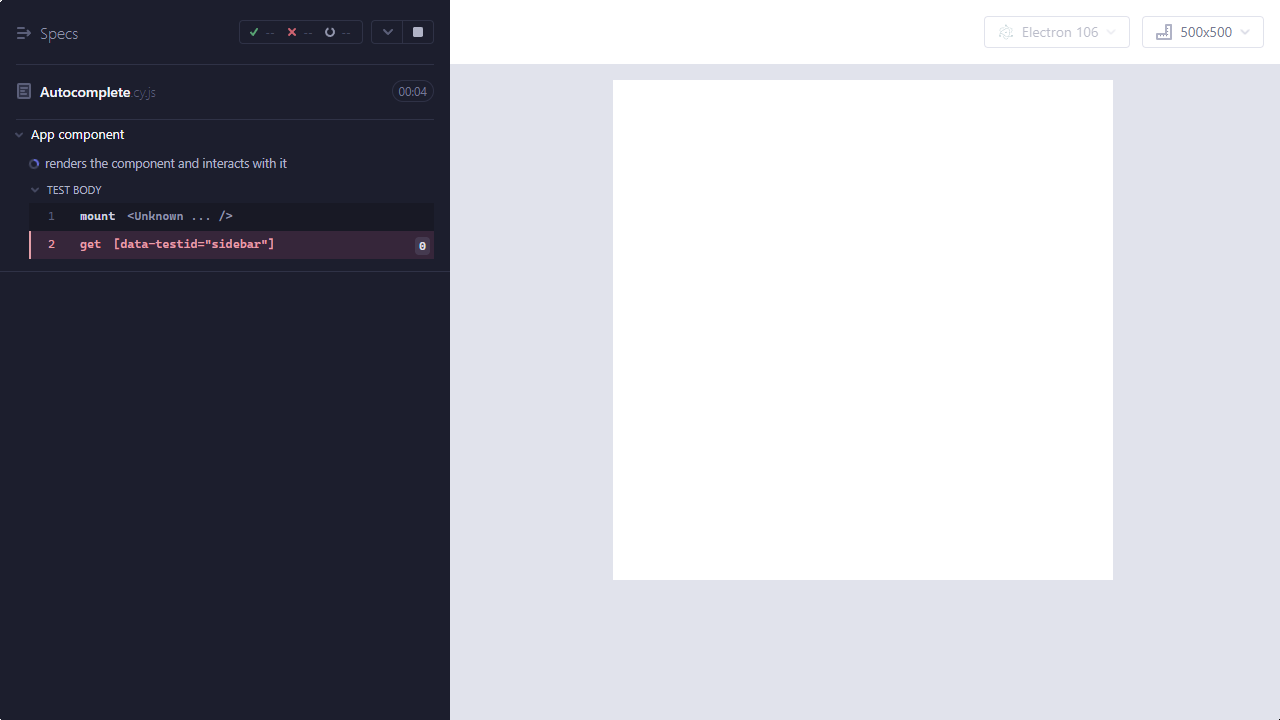 Specs
-- -- --
Electron 106
500x500
Autocomplete.cy.js
00:04
App component
renders the component and interacts with it
TEST BODY
1 mount <Unknown ... />
2 get [data-testid="sidebar"] 0